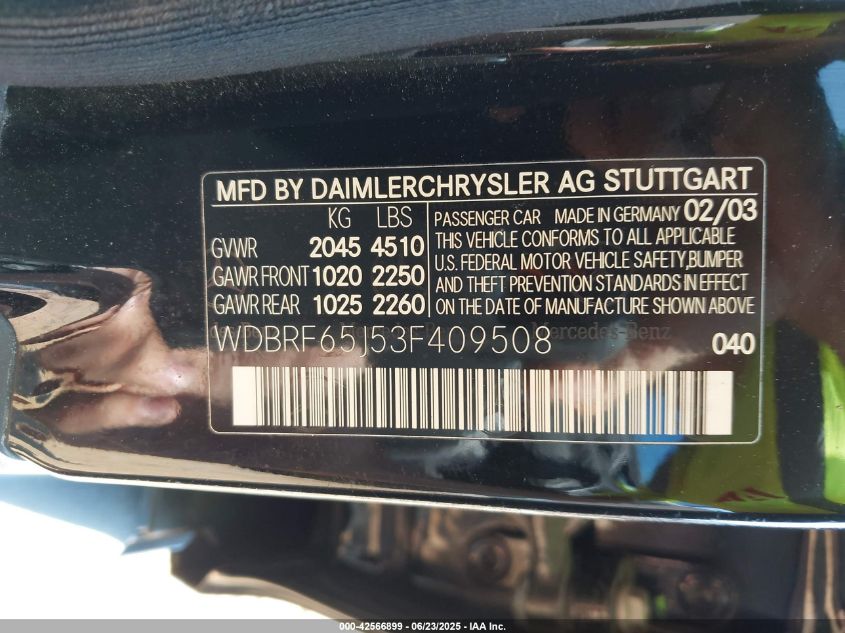 MFD BY DAIMLERCHRYSLER AG STUTTGART
KG LBS
GVWR 2045 4510
GAWR FRONT 1020 2250
GAWR REAR 1025 2260
PASSENGER CAR MADE IN GERMANY 02/03
THIS VEHICLE CONFORMS TO ALL APPLICABLE
U.S. FEDERAL MOTOR VEHICLE SAFETY, BUMPER
AND THEFT PREVENTION STANDARDS IN EFFECT
ON THE DATE OF MANUFACTURE SHOWN ABOVE
Mercedes-Benz
WDBRF65J53F409508 040
000-42566899 - 06/23/2025 - IAA Inc.